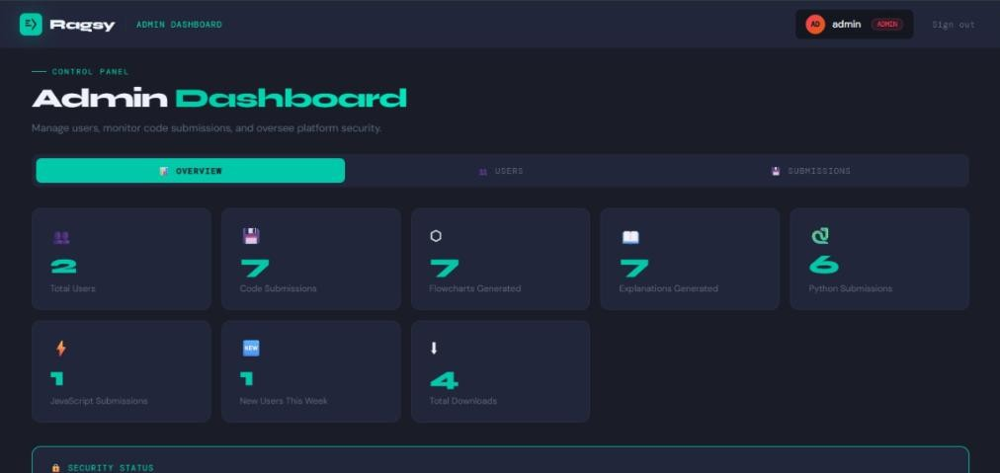 Ragsy
ADMIN DASHBOARD
AD
admin
ADMIN
Sign out
CONTROL PANEL
Admin Dashboard
Manage users, monitor code submissions, and oversee platform security.
OVERVIEW
USERS
SUBMISSIONS
2
Total Users
7
Code Submissions
7
Flowcharts Generated
7
Explanations Generated
6
Python Submissions
1
JavaScript Submissions
NEW
1
New Users This Week
4
Total Downloads
SECURITY STATUS